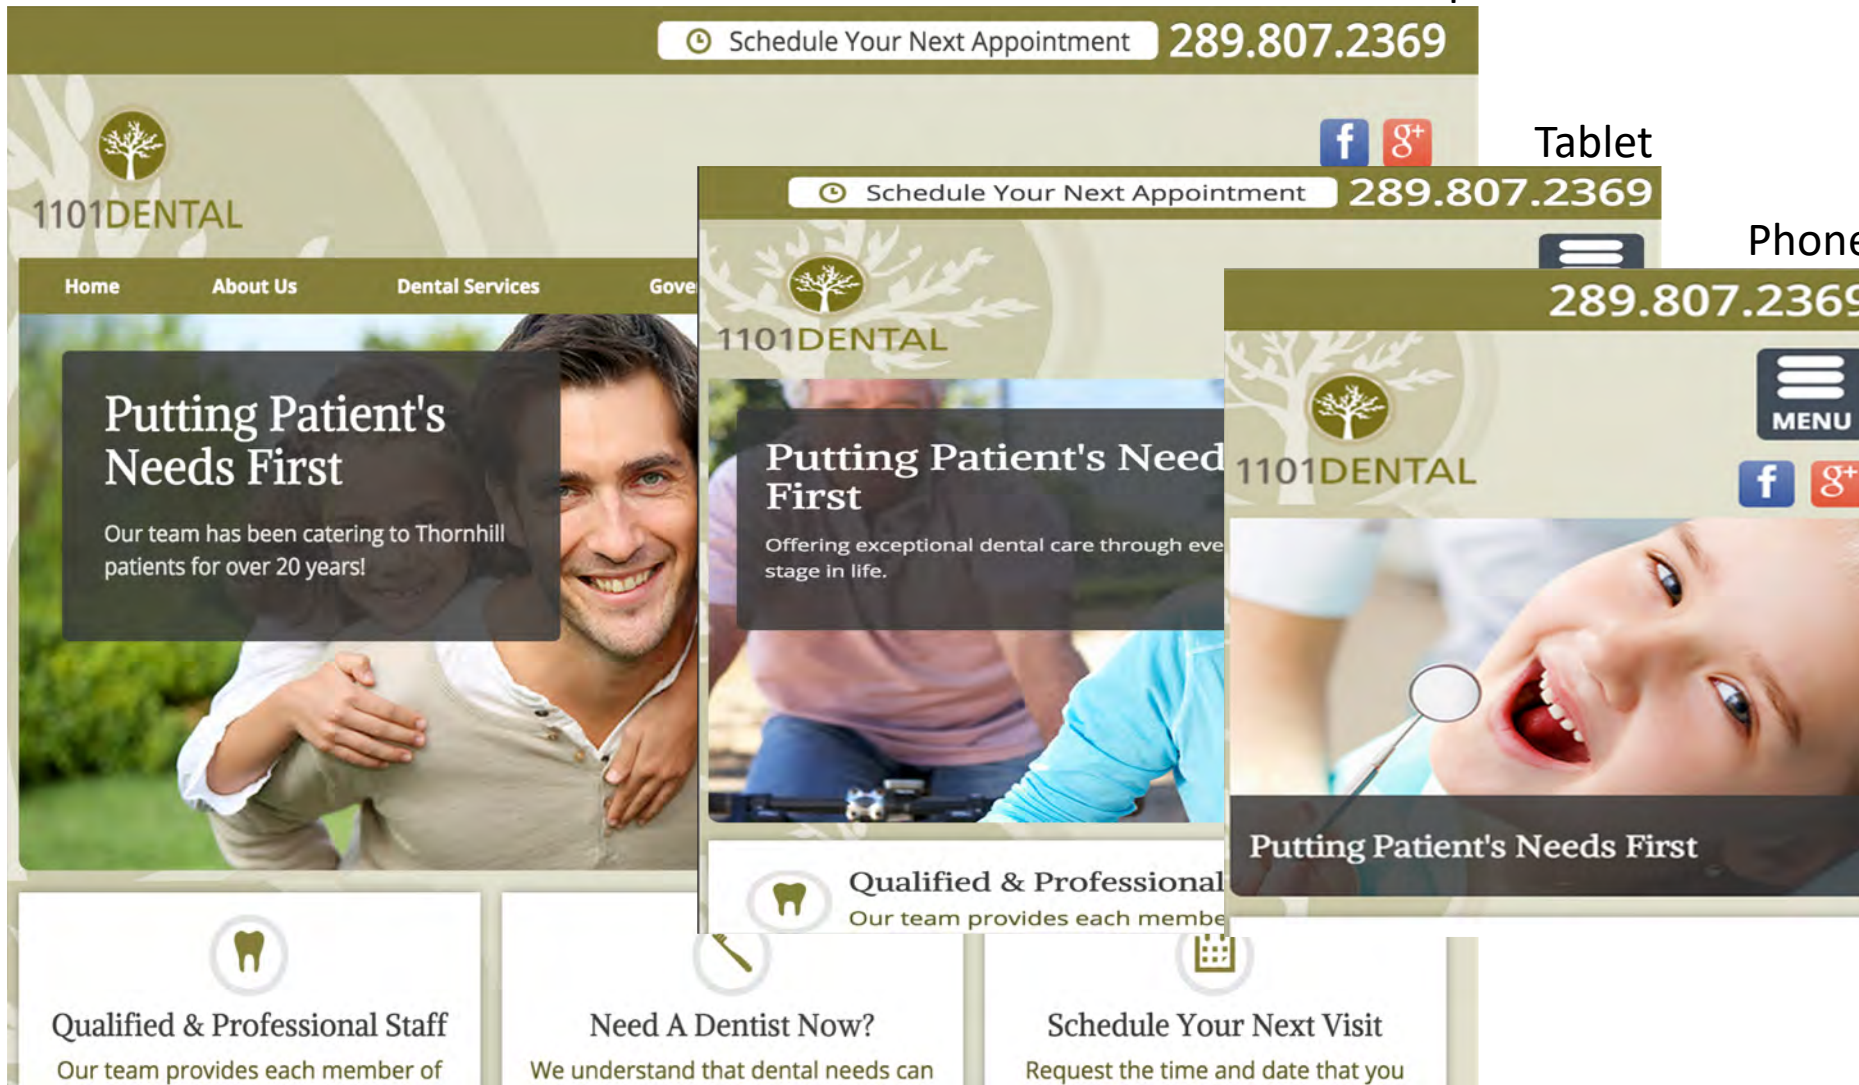 Schedule Your Next Appointment 289.807.2369
1101DENTAL
Home About Us Dental Services
Putting Patient's
Needs First
Our team has been catering to Thornhill
patients for over 20 years!
Qualified & Professional Staff
Our team provides each member of
Need A Dentist Now?
We understand that dental needs can
Schedule Your Next Visit
Request the time and date that you
Tablet
Schedule Your Next Appointment 289.807.2369
1101DENTAL
Putting Patient's Need
First
Offering exceptional dental care through eve
stage in life.
Qualified & Professional
Our team provides each membe
Phone
289.807.2369
MENU
1101DENTAL
f g+
Putting Patient's Needs First